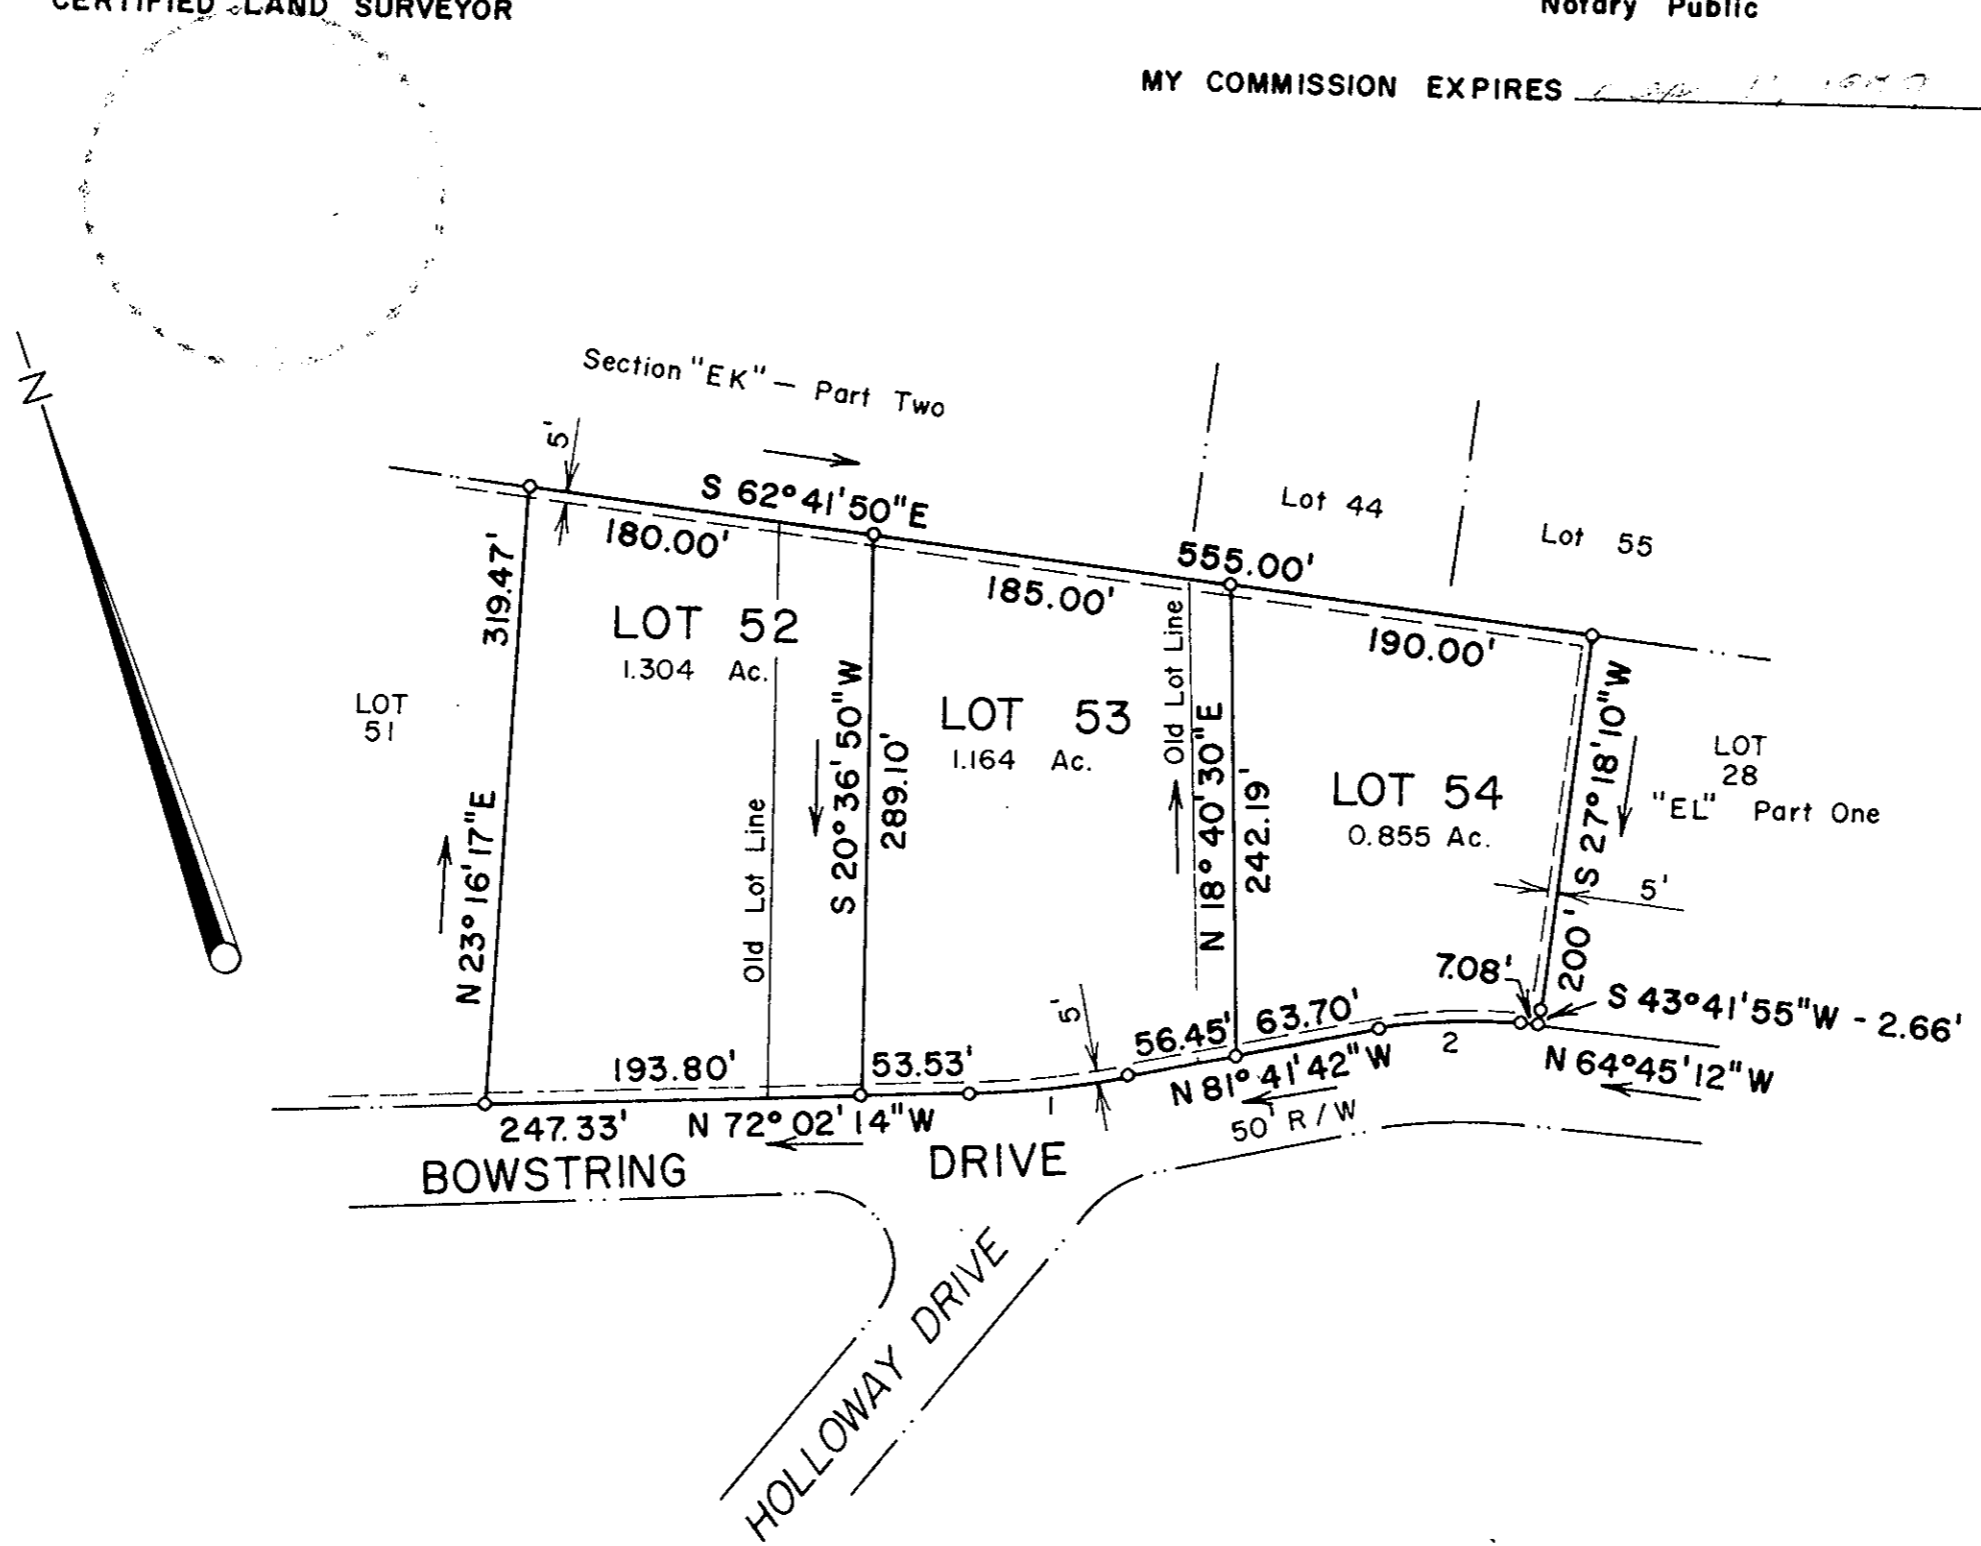 CERTIFIED LAND SURVEYOR
Notary Public
MY COMMISSION EXPIRES
N
Section "EK" - Part Two
5'
S 62°41'50"E
555.00'
180.00'
185.00'
190.00'
Lot 44
Lot 55
319.47'
N 23°16'17"E
LOT 51
LOT 52
1.304 Ac.
Old Lot Line
S 20°36'50"W
289.10'
LOT 53
1.164 Ac.
Old Lot Line
N 18°40'30"E
242.19'
LOT 54
0.855 Ac.
S 27°18'10"W
200'
LOT
28
"EL" Part One
5'
7.08'
S 43°41'55"W - 2.66'
N 64°45'12"W
193.80'
53.53'
5'
56.45'
63.70'
1
2
N 81°41'42"W
50' R/W
247.33'
N 72°02'14"W
BOWSTRING DRIVE
HOLLOWAY DRIVE